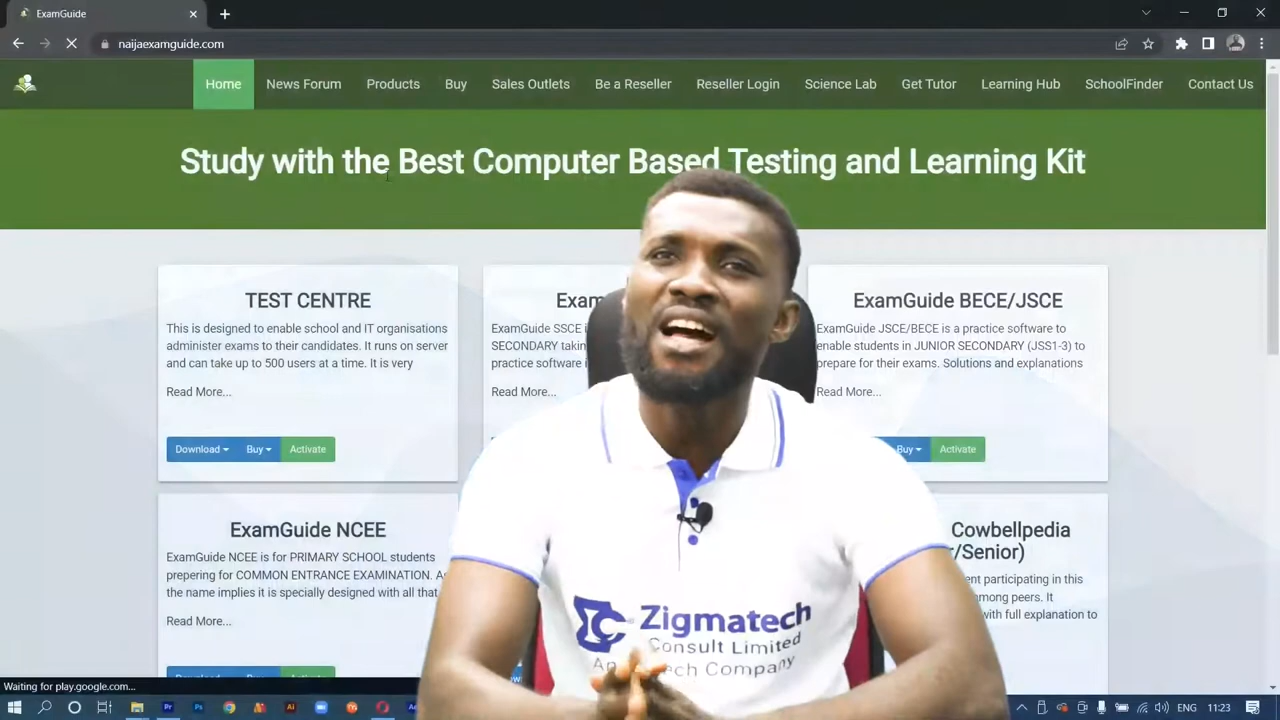 ExamGuide
naijaexamguide.com
Home News Forum Products Buy Sales Outlets Be a Reseller Reseller Login Science Lab Get Tutor Learning Hub SchoolFinder Contact Us
Study with the Best Computer Based Testing and Learning Kit
TEST CENTRE
This is designed to enable school and IT organisations
administer exams to their candidates. It runs on server
and can take up to 500 users at a time. It is very
Read More...
Download Buy Activate
ExamGuide SSCE
SECONDARY
practice software
Read More...
ExamGuide BECE/JSCE
ExamGuide JSCE/BECE is a practice software to
enable students in JUNIOR SECONDARY (JSS1-3) to
prepare for their exams. Solutions and explanations
Read More...
Buy Activate
ExamGuide NCEE
ExamGuide NCEE is for PRIMARY SCHOOL students
preparing for COMMON ENTRANCE EXAMINATION.
the name implies it is specially designed with all that
Read More...
Cowbellpedia
/Senior)
participating in this
among peers. It
with full explanation to
Zigmatech
Consult Limited
Company
Waiting for play.google.com...
ENG 11:23